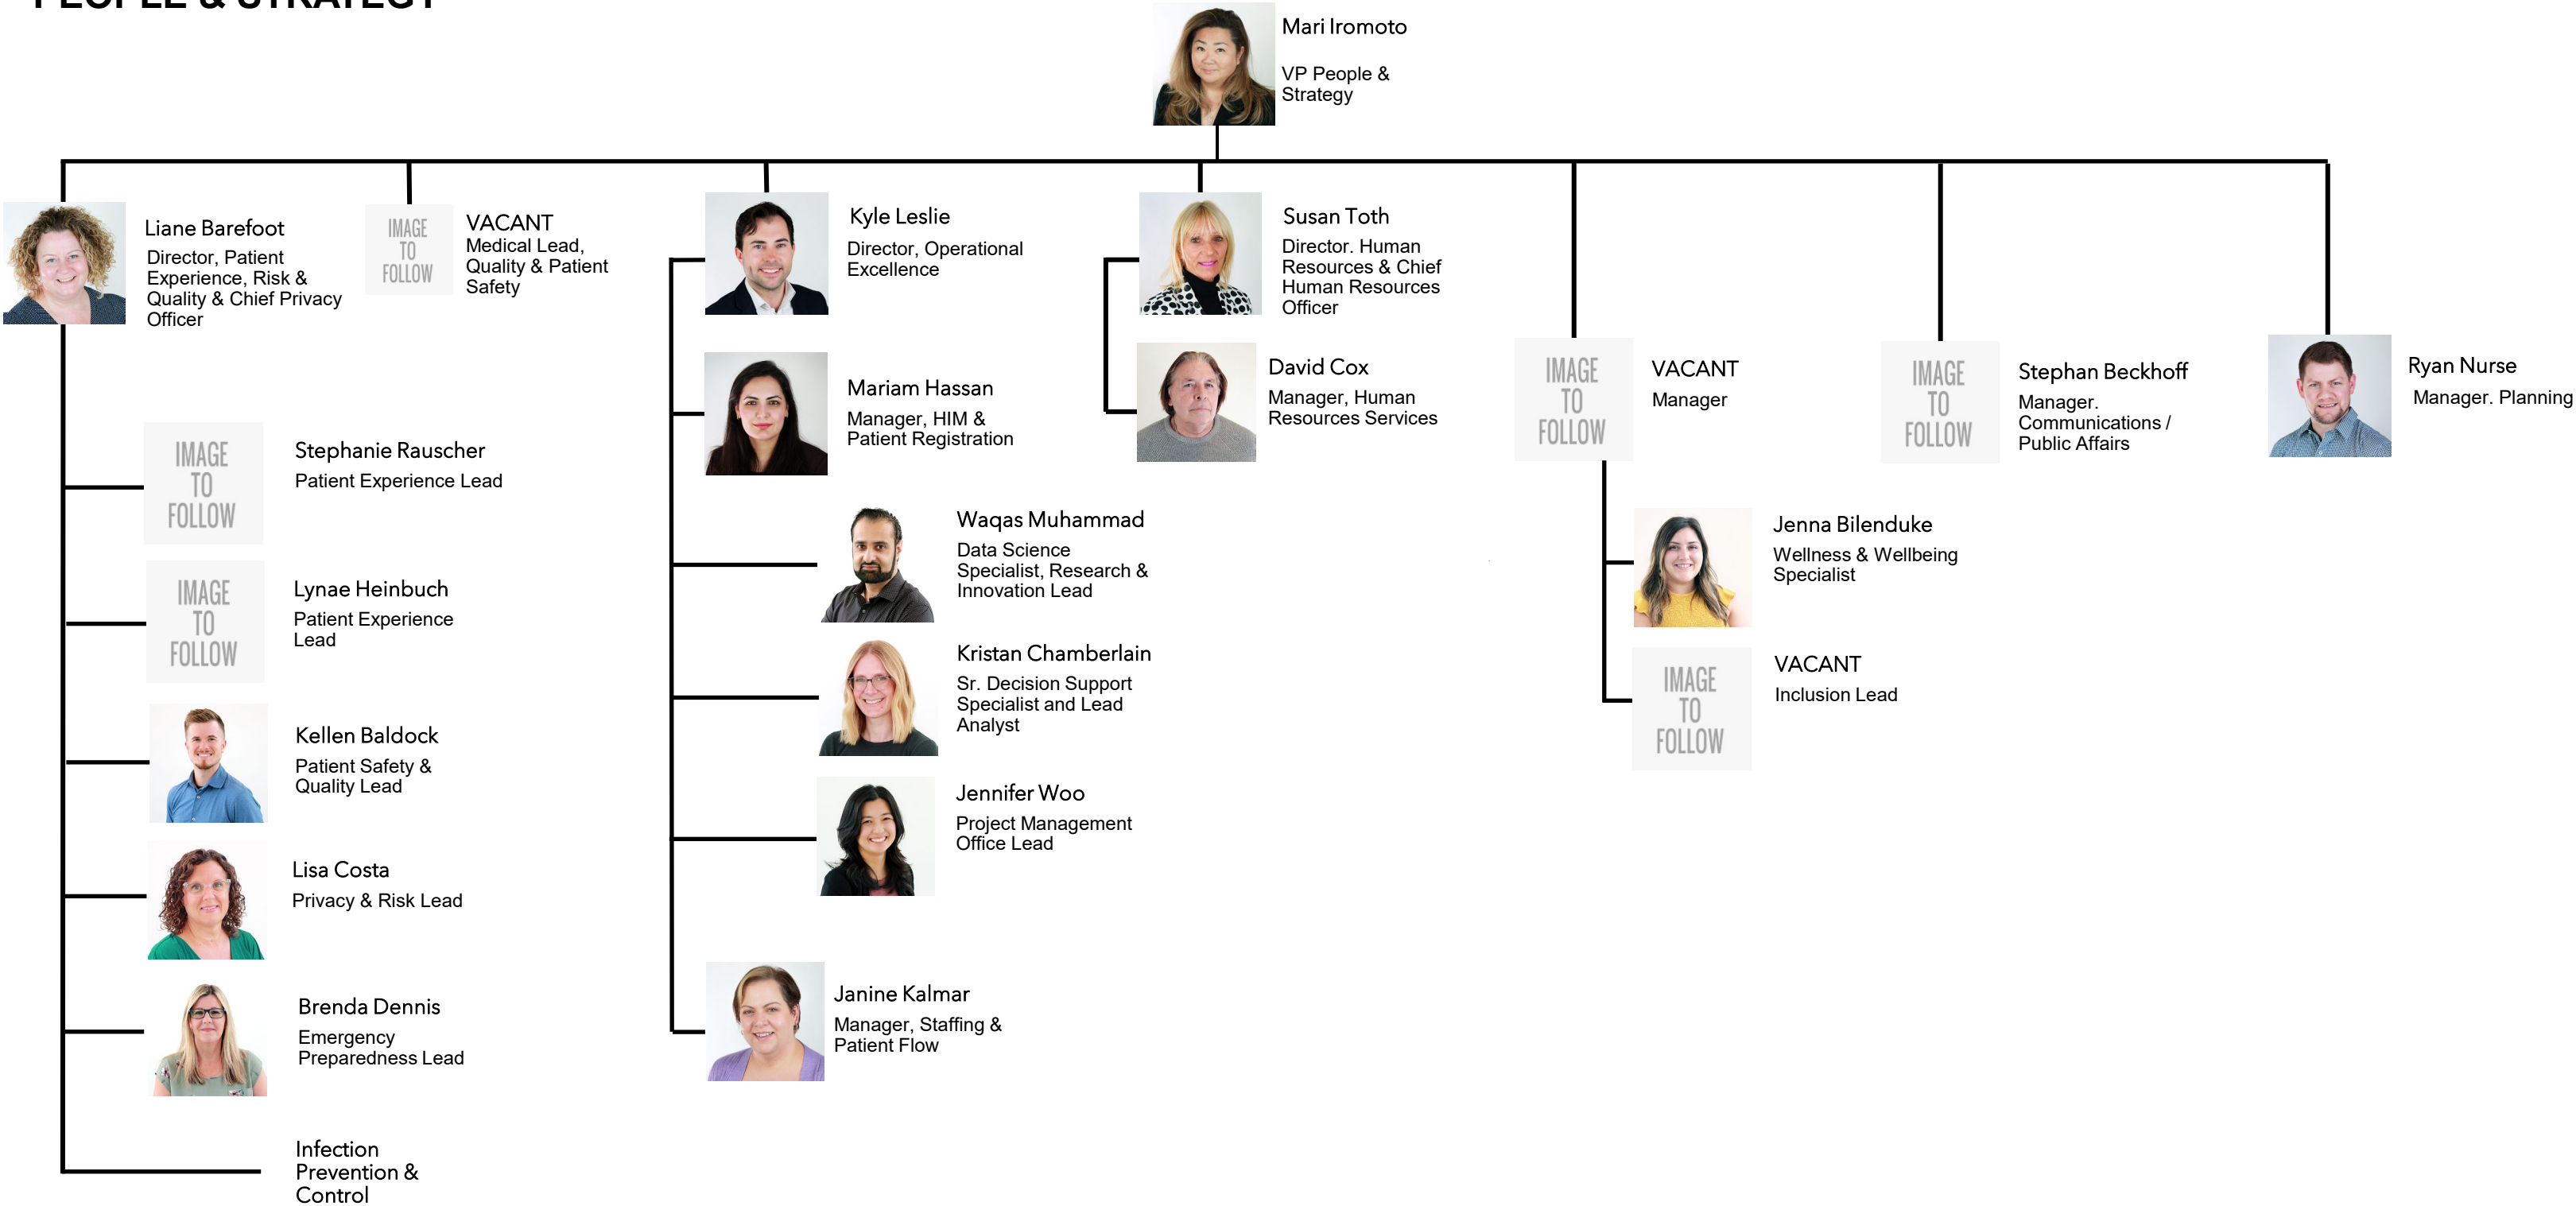 PEOPLE & STRATEGY
Mari Iromoto
VP People &
Strategy
Liane Barefoot
Director, Patient
Experience, Risk &
Quality & Chief Privacy
Officer
IMAGE
TO
FOLLOW
VACANT
Medical Lead,
Quality & Patient
Safety
Kyle Leslie
Director, Operational
Excellence
Susan Toth
Director. Human
Resources & Chief
Human Resources
Officer
IMAGE
TO
FOLLOW
VACANT
Manager
IMAGE
TO
FOLLOW
Stephan Beckhoff
Manager.
Communications /
Public Affairs
Ryan Nurse
Manager. Planning
IMAGE
TO
FOLLOW
Stephanie Rauscher
Patient Experience Lead
IMAGE
TO
FOLLOW
Lynae Heinbuch
Patient Experience
Lead
Kellen Baldock
Patient Safety &
Quality Lead
Lisa Costa
Privacy & Risk Lead
Brenda Dennis
Emergency
Preparedness Lead
Infection
Prevention &
Control
Mariam Hassan
Manager, HIM &
Patient Registration
Waqas Muhammad
Data Science
Specialist, Research &
Innovation Lead
Kristan Chamberlain
Sr. Decision Support
Specialist and Lead
Analyst
Jennifer Woo
Project Management
Office Lead
Janine Kalmar
Manager, Staffing &
Patient Flow
David Cox
Manager, Human
Resources Services
Jenna Bilenduke
Wellness & Wellbeing
Specialist
IMAGE
TO
FOLLOW
VACANT
Inclusion Lead